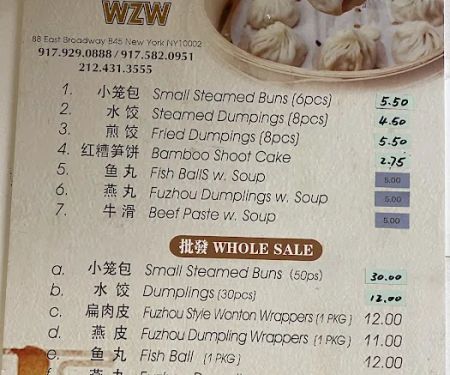 WZW
88 East Broadway B45 New York NY10002
917.929.0888 / 917.582.0951
212.431.3555
1. 小笼包 Small Steamed Buns (6pcs) 5.50
2. 水饺 Steamed Dumpings (8pcs) 4.50
3. 煎饺 Fried Dumpings (8pcs) 5.50
4. 红糟笋饼 Bamboo Shoot Cake 2.75
5. 鱼丸 Fish BallS w. Soup 5.00
6. 燕丸 Fuzhou Dumplings w. Soup 5.00
7. 牛滑 Beef Paste w. Soup 5.00
批發 WHOLE SALE
a. 小笼包 Small Steamed Buns (50ps) 30.00
b. 水饺 Dumplings (30pcs) 12.00
c. 扁肉皮 Fuzhou Style Wonton Wrappers (1 PKG) 12.00
d. 燕皮 Fuzhou Dumpling Wrappers (1 PKG) 11.00
e. 鱼丸 Fish Ball (1 PKG) 12.00